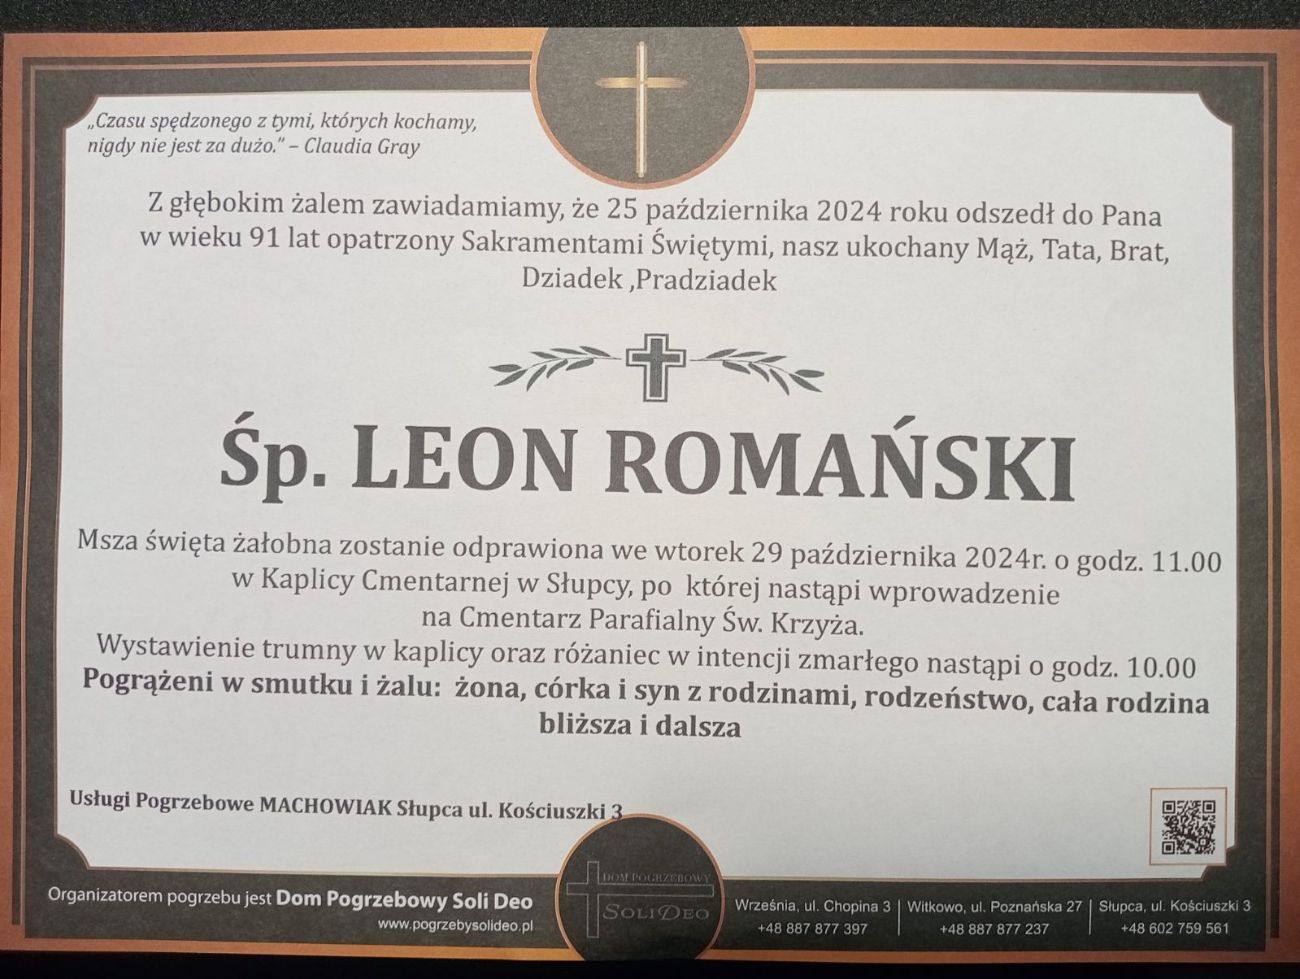 „Czasu spędzonego z tymi, których kochamy,
nigdy nie jest za dużo.” – Claudia Gray
Z głębokim żalem zawiadamiamy, że 25 października 2024 roku odszedł do Pana
w wieku 91 lat opatrzony Sakramentami Świętymi, nasz ukochany Mąż, Tata, Brat,
Dziadek ,Pradziadek
Śp. LEON ROMAŃSKI
Msza święta żałobna zostanie odprawiona we wtorek 29 października 2024r. o godz. 11.00
w Kaplicy Cmentarnej w Słupcy, po której nastąpi wprowadzenie
na Cmentarz Parafialny Św. Krzyża.
Wystawienie trumny w kaplicy oraz różaniec w intencji zmarłego nastąpi o godz. 10.00
Pogrążeni w smutku i żalu: żona, córka i syn z rodzinami, rodzeństwo, cała rodzina
bliższa i dalsza
Usługi Pogrzebowe MACHOWIAK Słupca ul. Kościuszki 3
Organizatorem pogrzebu jest Dom Pogrzebowy Soli Deo
www.pogrzebysolideo.pl
DOM POGRZEBOWY
SOLI DEO
Września, ul. Chopina 3
+48 887 877 397
Witkowo, ul. Poznańska 27
+48 887 877 237
Słupca, ul. Kościuszki 3
+48 602 759 561